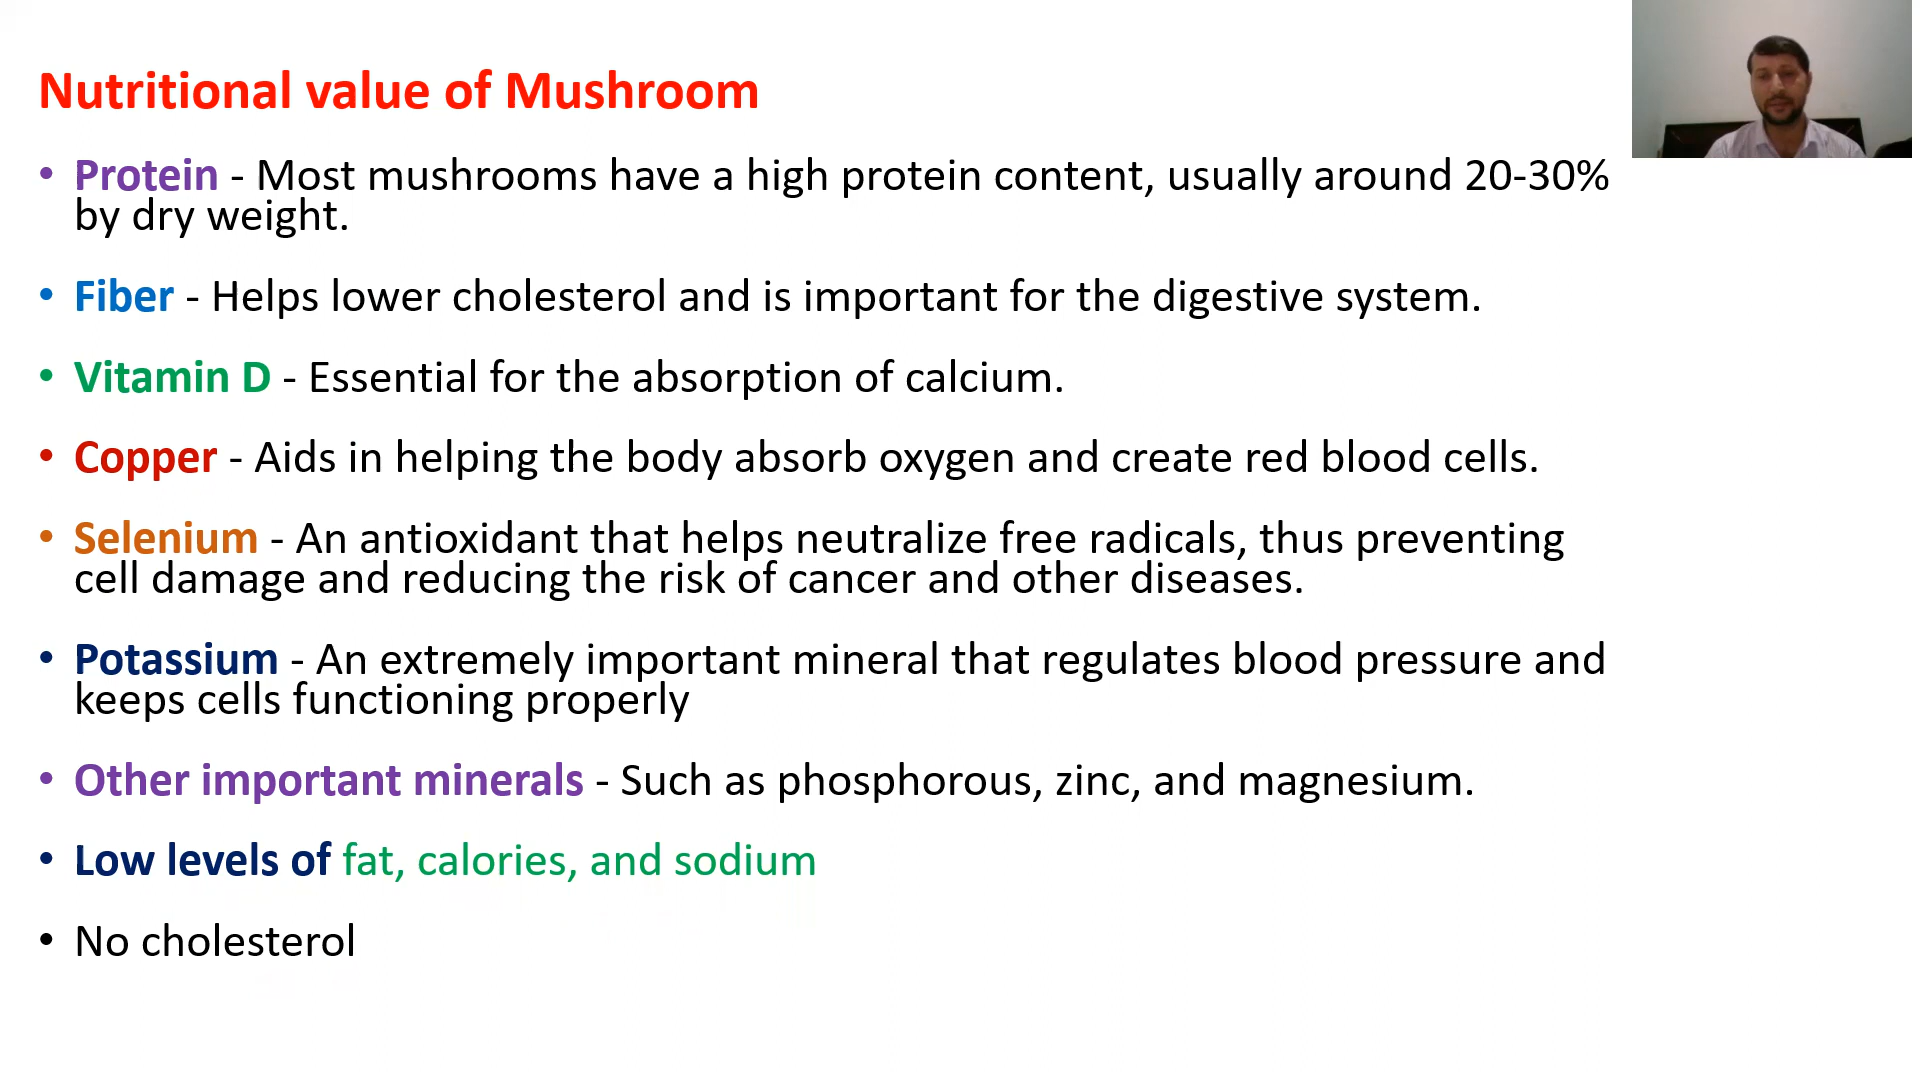 Nutritional value of Mushroom
• Protein - Most mushrooms have a high protein content, usually around 20-30%
by dry weight.
• Fiber - Helps lower cholesterol and is important for the digestive system.
• Vitamin D - Essential for the absorption of calcium.
• Copper - Aids in helping the body absorb oxygen and create red blood cells.
• Selenium - An antioxidant that helps neutralize free radicals, thus preventing
cell damage and reducing the risk of cancer and other diseases.
• Potassium - An extremely important mineral that regulates blood pressure and
keeps cells functioning properly
• Other important minerals - Such as phosphorous, zinc, and magnesium.
• Low levels of fat, calories, and sodium
• No cholesterol